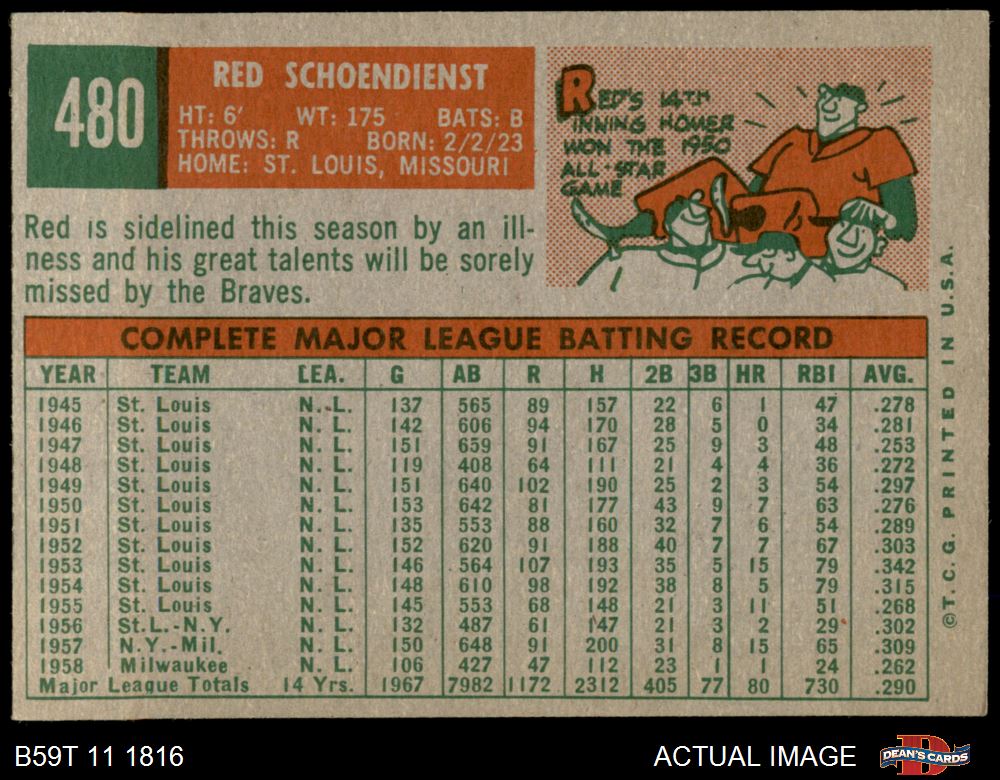 480
RED SCHOENDIENST
HT: 6' WT: 175 BATS: B
THROWS: R BORN: 2/2/23
HOME: ST. LOUIS, MISSOURI
RED'S 14TH
INNING HOMER
WON THE 1950
ALL-STAR
GAME
Red is sidelined this season by an ill-
ness and his great talents will be sorely
missed by the Braves.
COMPLETE MAJOR LEAGUE BATTING RECORD
YEAR TEAM LEA. G AB R H 2B 3B HR RBI AVG.
1945 St. Louis N. L. 137 565 89 157 22 6 1 47 .278
1946 St. Louis N. L. 142 606 94 170 28 5 0 34 .281
1947 St. Louis N. L. 151 659 91 167 25 9 3 48 .253
1948 St. Louis N. L. 119 408 64 111 21 4 4 36 .272
1949 St. Louis N. L. 151 640 102 190 25 2 3 54 .297
1950 St. Louis N. L. 153 642 81 177 43 9 7 63 .276
1951 St. Louis N. L. 135 553 88 160 32 7 6 54 .289
1952 St. Louis N. L. 152 620 91 188 40 7 7 67 .303
1953 St. Louis N. L. 146 564 107 193 35 5 15 79 .342
1954 St. Louis N. L. 148 610 98 192 38 8 5 79 .315
1955 St. Louis N. L. 145 553 68 148 21 3 11 51 .268
1956 St.L.-N.Y. N. L. 132 487 61 147 21 3 2 29 .302
1957 N.Y.-Mil. N. L. 150 648 91 200 31 8 15 65 .309
1958 Milwaukee N. L. 106 427 47 112 23 1 1 24 .262
Major League Totals 14 Yrs. 1967 7982 1172 2312 405 77 80 730 .290
©T.C.G. PRINTED IN U.S.A.
B59T 11 1816
ACTUAL IMAGE
D
DEAN'S CARDS